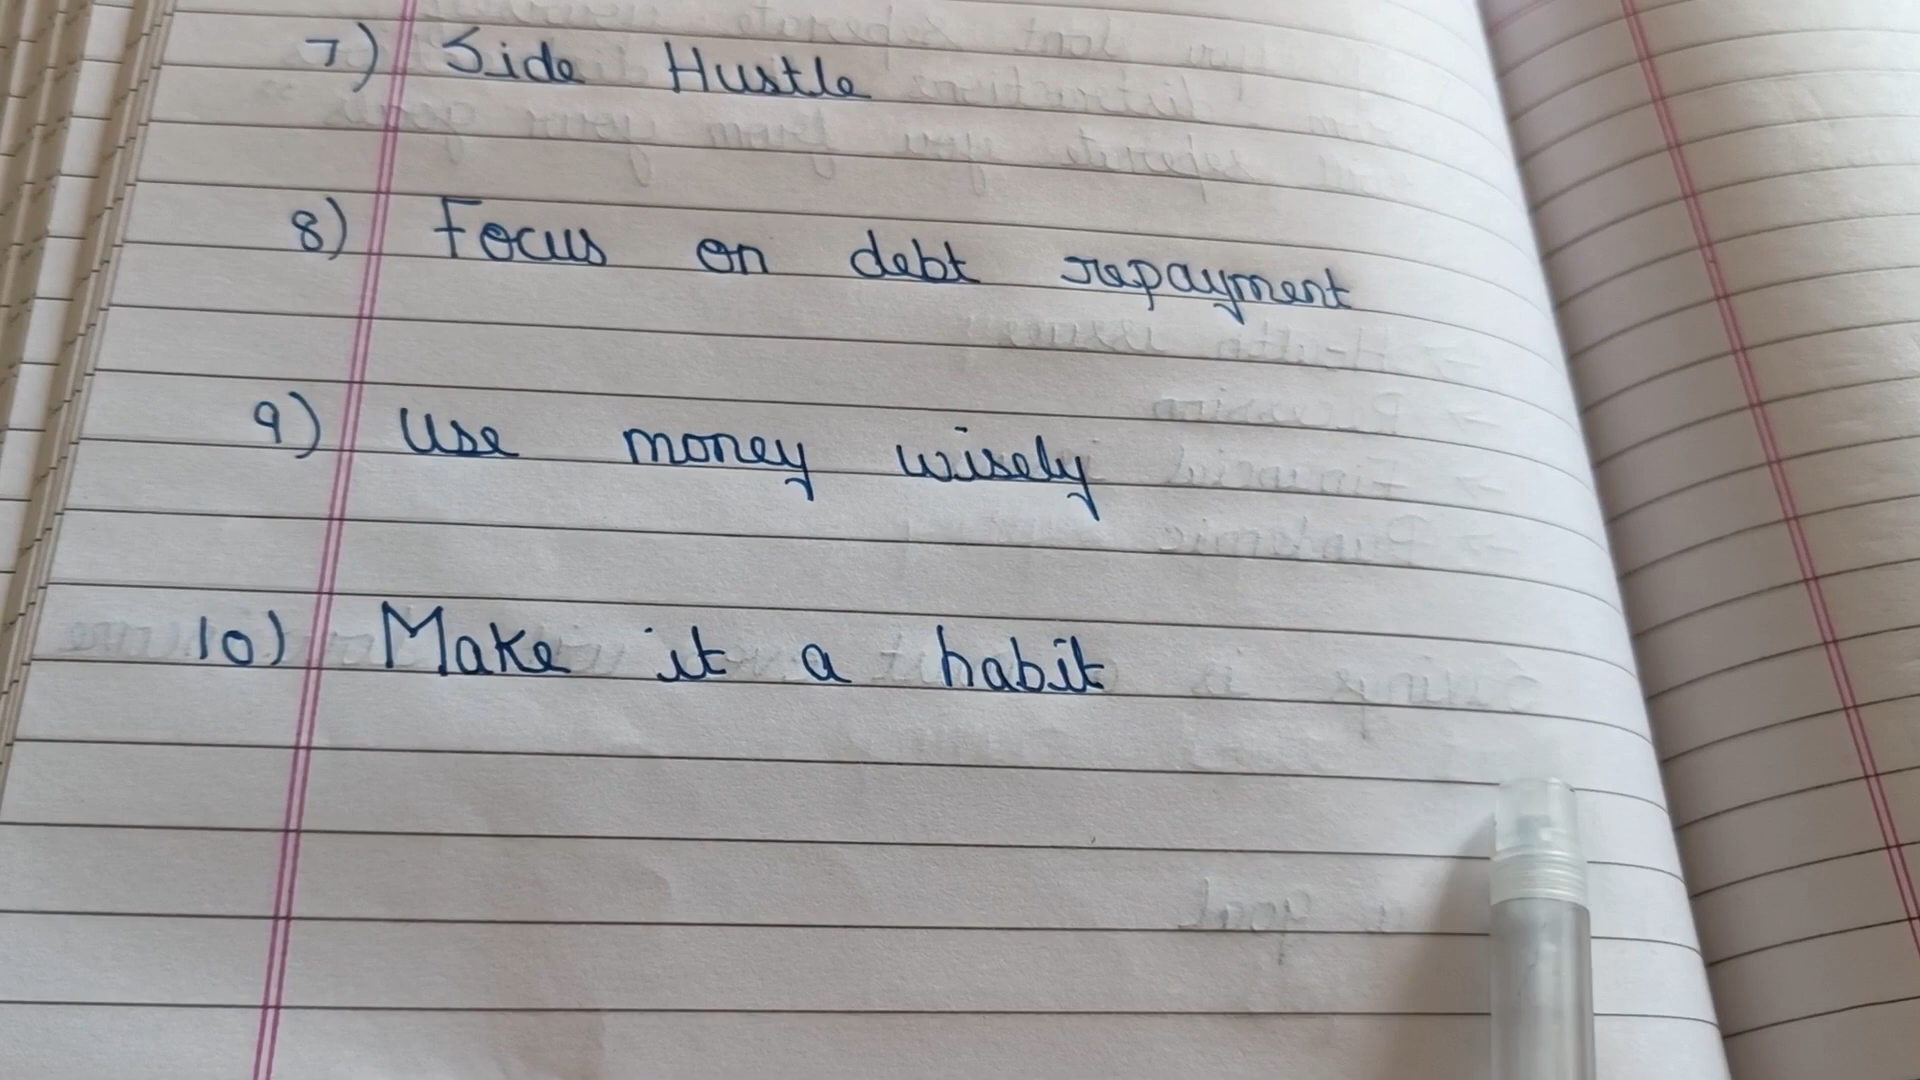 7) Side Hustle
8) Focus on debt repayment
9) Use money wisely
10) Make it a habit